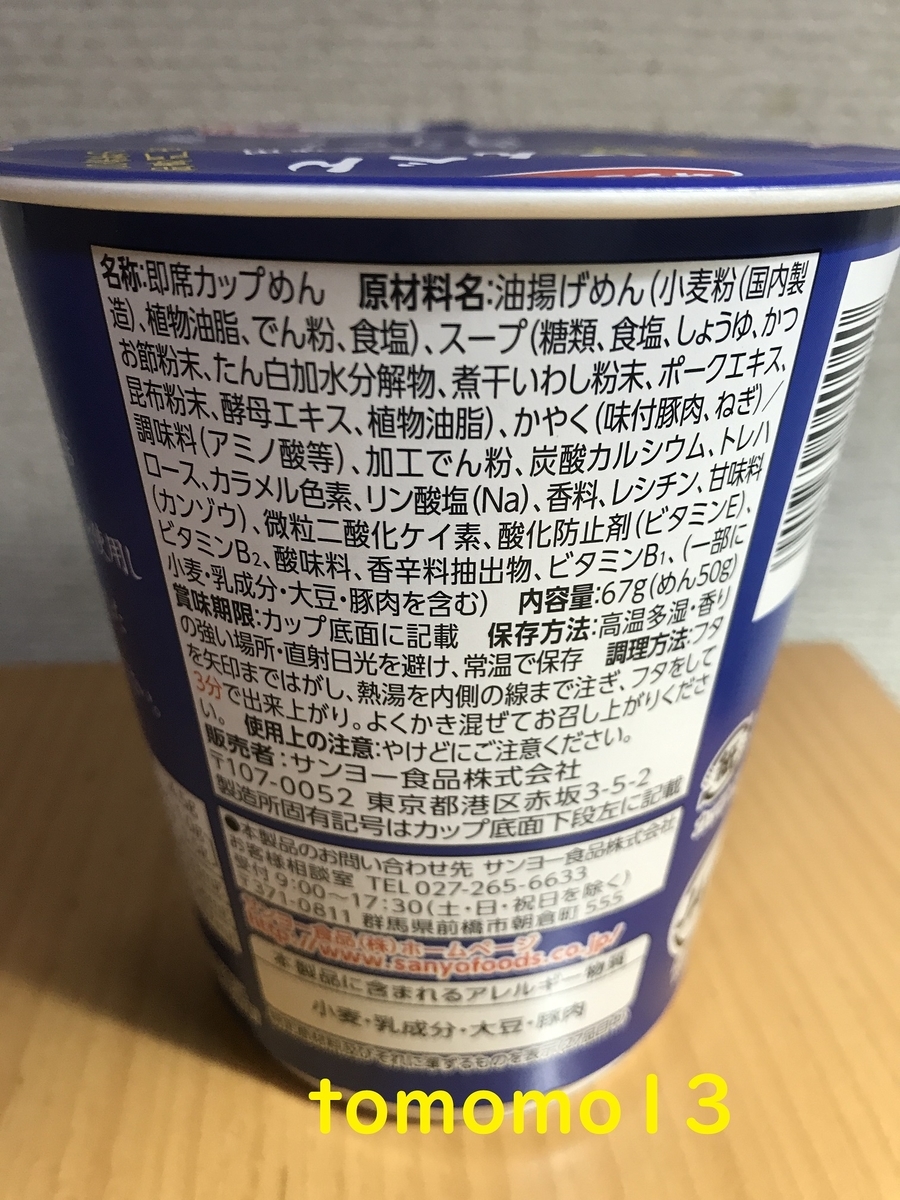 名称:即席カップめん 原材料名:油揚げめん(小麦粉(国内製
造)、植物油脂、でん粉、食塩)、スープ(糖類、食塩、しょうゆ、かつ
お節粉末、たん白加水分解物、煮干いわし粉末、ポークエキス、
昆布粉末、酵母エキス、植物油脂)、かやく(味付豚肉、ねぎ)/
調味料(アミノ酸等)、加工でん粉、炭酸カルシウム、トレハ
ロース、カラメル色素、リン酸塩(Na)、香料、レシチン、甘味料
(カンゾウ)、微粒二酸化ケイ素、酸化防止剤(ビタミンE)、
ビタミンB2、酸味料、香辛料抽出物、ビタミンB1、(一部に
小麦・乳成分・大豆・豚肉を含む) 内容量:67g(めん50g)
賞味期限:カップ底面に記載 保存方法:高温多湿・香り
の強い場所・直射日光を避け、常温で保存 調理方法:フタ
を矢印まではがし、熱湯を内側の線まで注ぎ、フタをして
3分で出来上がり。よくかき混ぜてお召し上がりくださ
い。 使用上の注意:やけどにご注意ください。
販売者:サンヨー食品株式会社
〒107-0052 東京都港区赤坂3-5-2
製造所固有記号はカップ底面下段左に記載
●本製品のお問い合わせ先 サンヨー食品株式会社
お客様相談室 TEL 027-265-6633
受付 9:00〜17:30(土・日・祝日を除く)
〒371-0811 群馬県前橋市朝倉町 555
サンヨー食品(株)ホームページ
http://www.sanyofoods.co.jp/
本製品に含まれるアレルギー物質
小麦・乳成分・大豆・豚肉
使用し
tomomo13